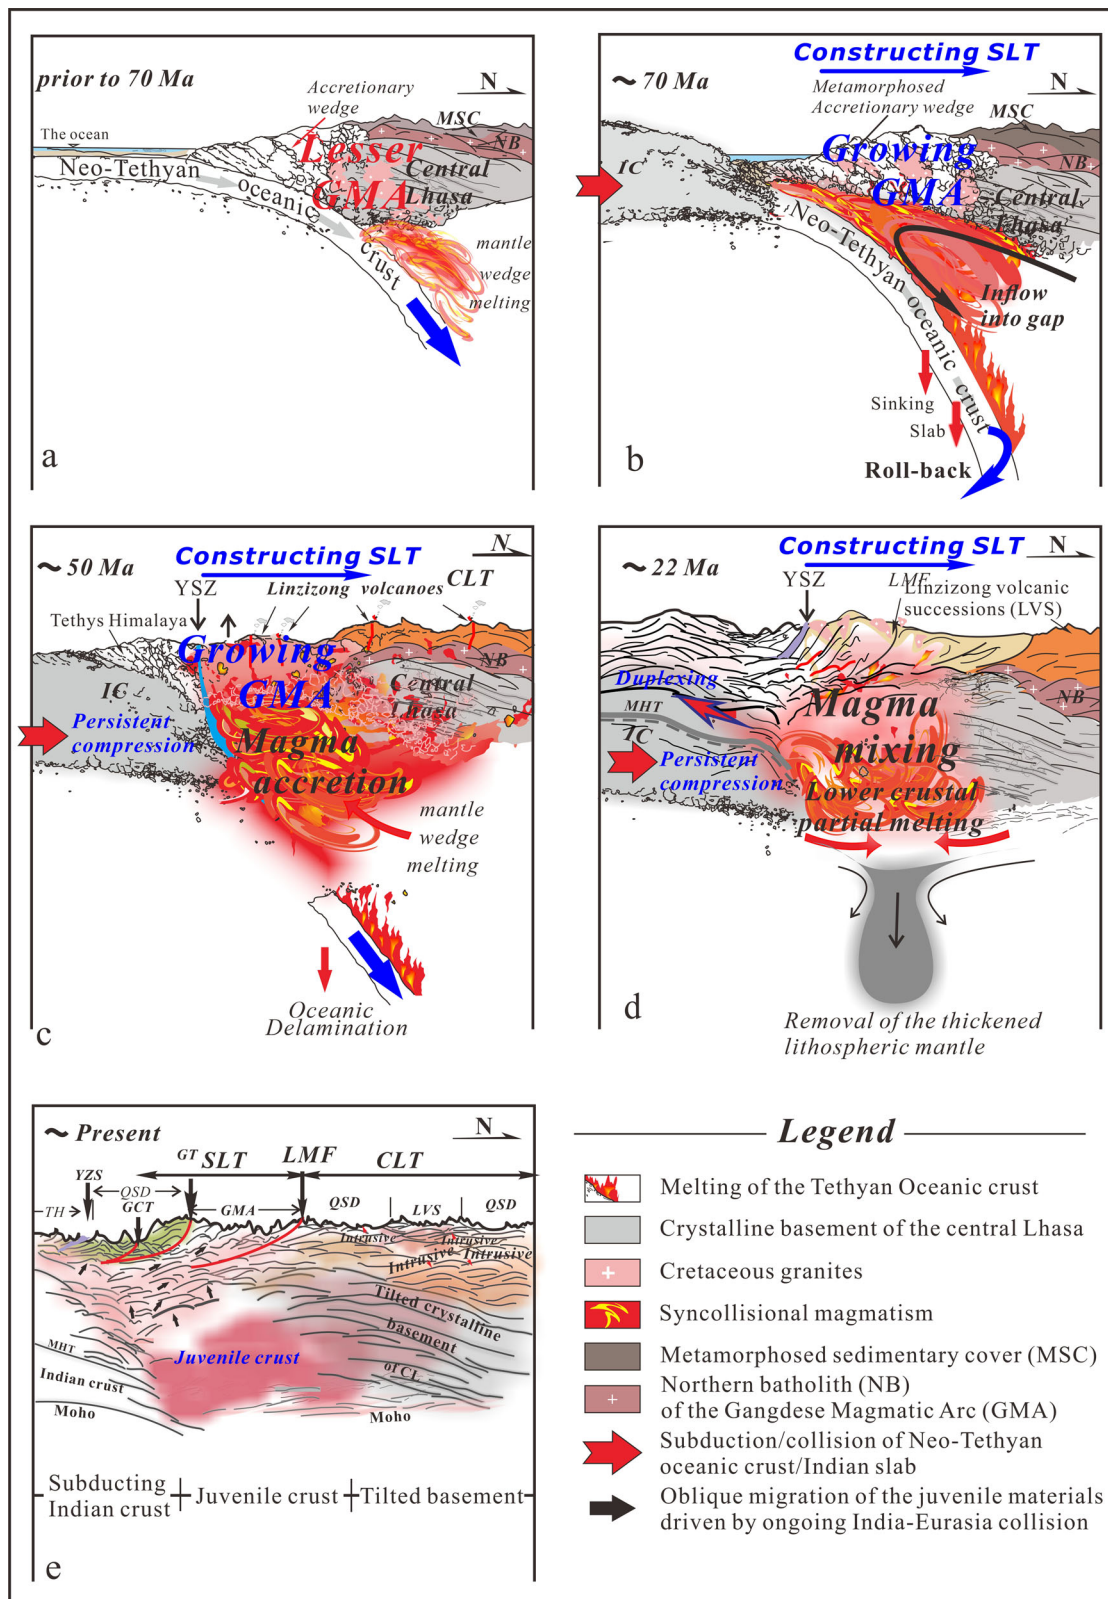 prior to 70 Ma
N
Accretionary
wedge
MSC
The ocean
NB
Lesser
GMA
Central
Lhasa
Neo-Tethyan oceanic crust
mantle
wedge
melting
a
Constructing SLT
~ 70 Ma
N
Metamorphosed
Accretionary wedge
MSC
IC
Growing
GMA
NB
Central
Lhasa
Neo-Tethyan oceanic crust
Inflow
into gap
Sinking
Slab
Roll-back
b
Constructing SLT
N
~ 50 Ma
YSZ
Linzizong volcanoes
CLT
Tethys Himalaya
Growing
GMA
NB
IC
Central
Lhasa
Persistent
compression
Magma
accretion
mantle
wedge
melting
Oceanic
Delamination
c
Constructing SLT
N
~ 22 Ma
YSZ
LMF
Linzizong volcanic
successions (LVS)
Duplexing
MHT
IC
Magma
mixing
NB
Persistent
compression
Lower crustal
partial melting
Removal of the thickened
lithospheric mantle
d
~ Present
N
GT
SLT
LMF
CLT
YZS
QSD
GCT
TH
GMA
QSD
LVS
QSD
Intrusive
Intrusive
Intrusive
Intrusive
Tilted crystalline
basement
of CL
Juvenile crust
MHT
Indian crust
Moho
Moho
Subducting
Indian crust
Juvenile crust
Tilted basement
e
Legend
Melting of the Tethyan Oceanic crust
Crystalline basement of the central Lhasa
Cretaceous granites
Syncollisional magmatism
Metamorphosed sedimentary cover (MSC)
Northern batholith (NB)
of the Gangdese Magmatic Arc (GMA)
Subduction/collision of Neo-Tethyan
oceanic crust/Indian slab
Oblique migration of the juvenile materials
driven by ongoing India-Eurasia collision